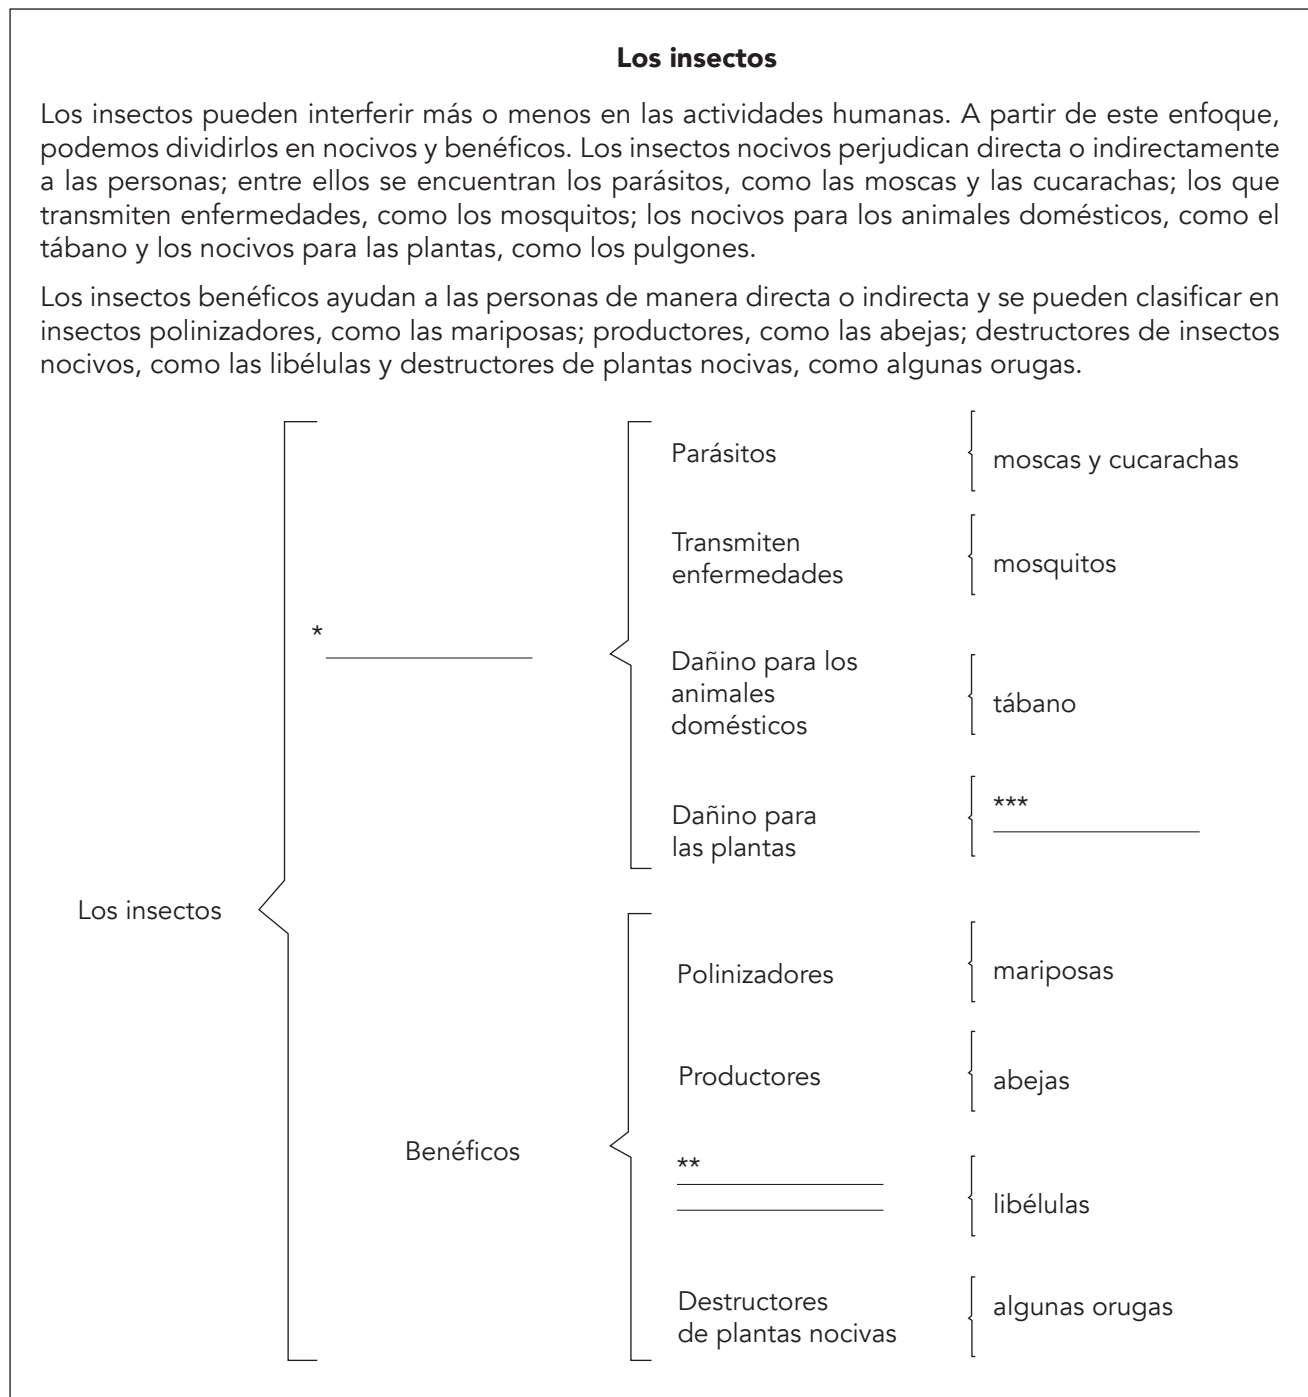 Los insectos
Los insectos pueden interferir más o menos en las actividades humanas. A partir de este enfoque,
podemos dividirlos en nocivos y benéficos. Los insectos nocivos perjudican directa o indirectamente
a las personas; entre ellos se encuentran los parásitos, como las moscas y las cucarachas; los que
transmiten enfermedades, como los mosquitos; los nocivos para los animales domésticos, como el
tábano y los nocivos para las plantas, como los pulgones.
Los insectos benéficos ayudan a las personas de manera directa o indirecta y se pueden clasificar en
insectos polinizadores, como las mariposas; productores, como las abejas; destructores de insectos
nocivos, como las libélulas y destructores de plantas nocivas, como algunas orugas.
Los insectos
*
Parásitos
moscas y cucarachas
Transmiten
enfermedades
mosquitos
Dañino para los
animales
domésticos
tábano
Dañino para
las plantas
***
Benéficos
Polinizadores
mariposas
Productores
abejas
**
libélulas
Destructores
de plantas nocivas
algunas orugas